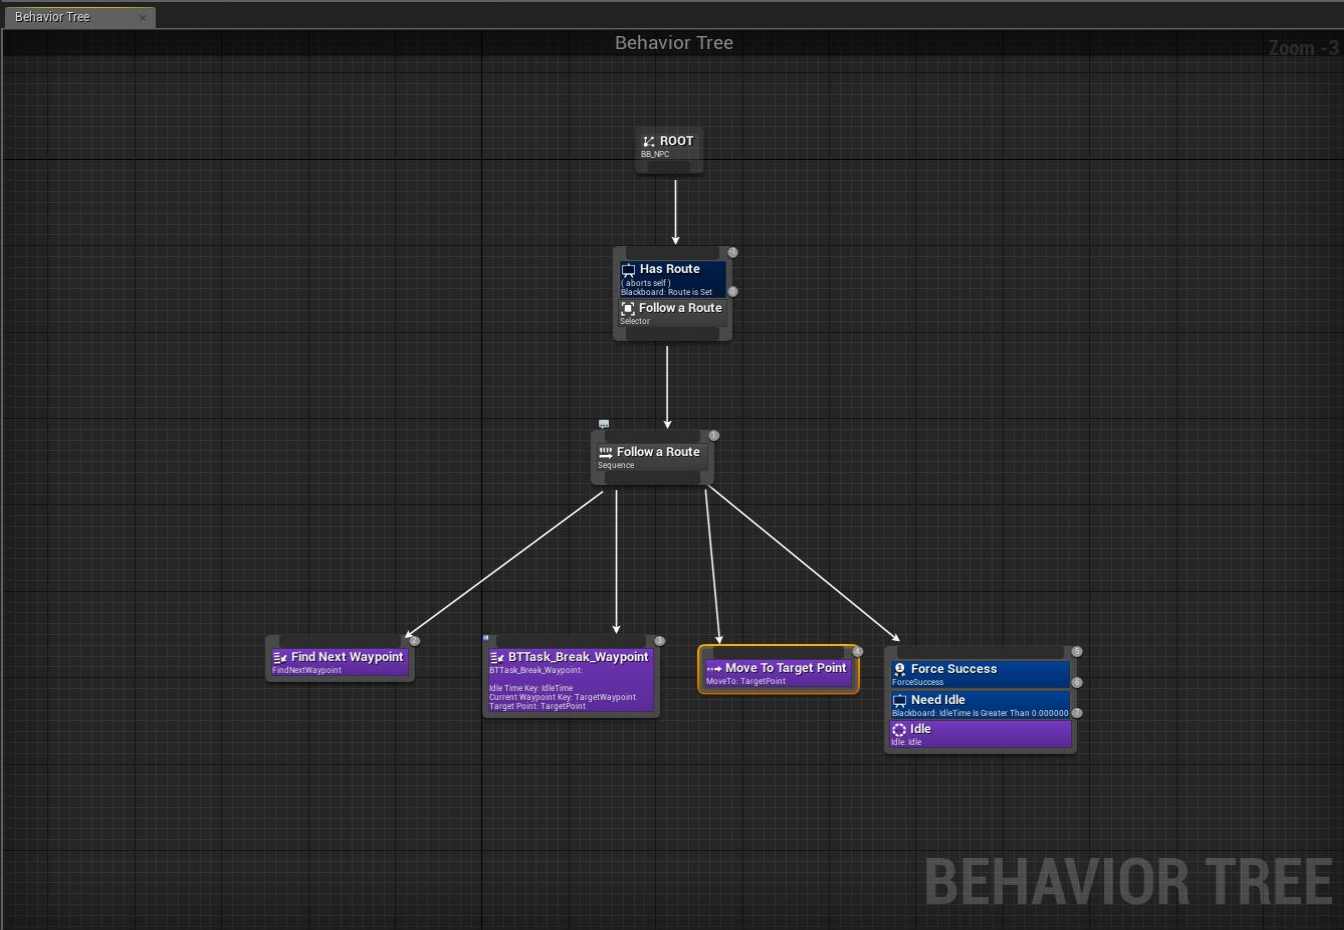 Behavior Tree
Behavior Tree
Zoom -3
ROOT
BB_NPC
Has Route
( aborts self )
Blackboard: Route is Set
Follow a Route
Selector
Follow a Route
Sequence
Find Next Waypoint
FindNextWaypoint
BTTask_Break_Waypoint
BTTask_Break_Waypoint:
Idle Time Key: IdleTime
Current Waypoint Key: TargetWaypoint
Target Point: TargetPoint
Move To Target Point
MoveTo: TargetPoint
Force Success
ForceSuccess
Need Idle
Blackboard: IdleTime Is Greater Than 0.000000
Idle
Idle: Idle
BEHAVIOR TREE